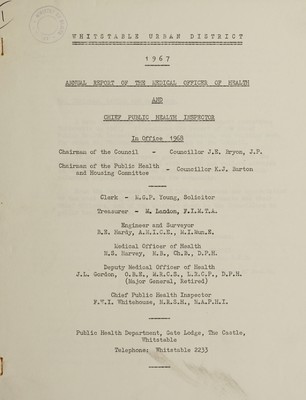 WHITSTABLE URBAN DISTRICT
1967
ANNUAL REPORT OF THE MEDICAL OFFICER OF HEALTH
AND
CHIEF PUBLIC HEALTH INSPECTOR
In Office 1968
Chairman of the Council - Councillor J.E. Bryon, J.P.
Chairman of the Public Health
and Housing Committee - Councillor K.J. Burton
Clerk - M.G.P. Young, Solicitor
Treasurer - M. Landon, F.I.M.T.A.
Engineer and Surveyor
R.E. Hardy, A.M.I.C.E., M.I.Mun.E.
Medical Officer of Health
M.S. Harvey, M.B., Ch.B., D.P.H.
Deputy Medical Officer of Health
J.L. Gordon, O.B.E., M.R.C.S., L.R.C.P., D.P.H.
(Major General, Retired)
Chief Public Health Inspector
F.W.I. Whitehouse, M.R.S.H., M.A.P.H.I.
Public Health Department, Gate Lodge, The Castle,
Whitstable
Telephone: Whitstable 2233